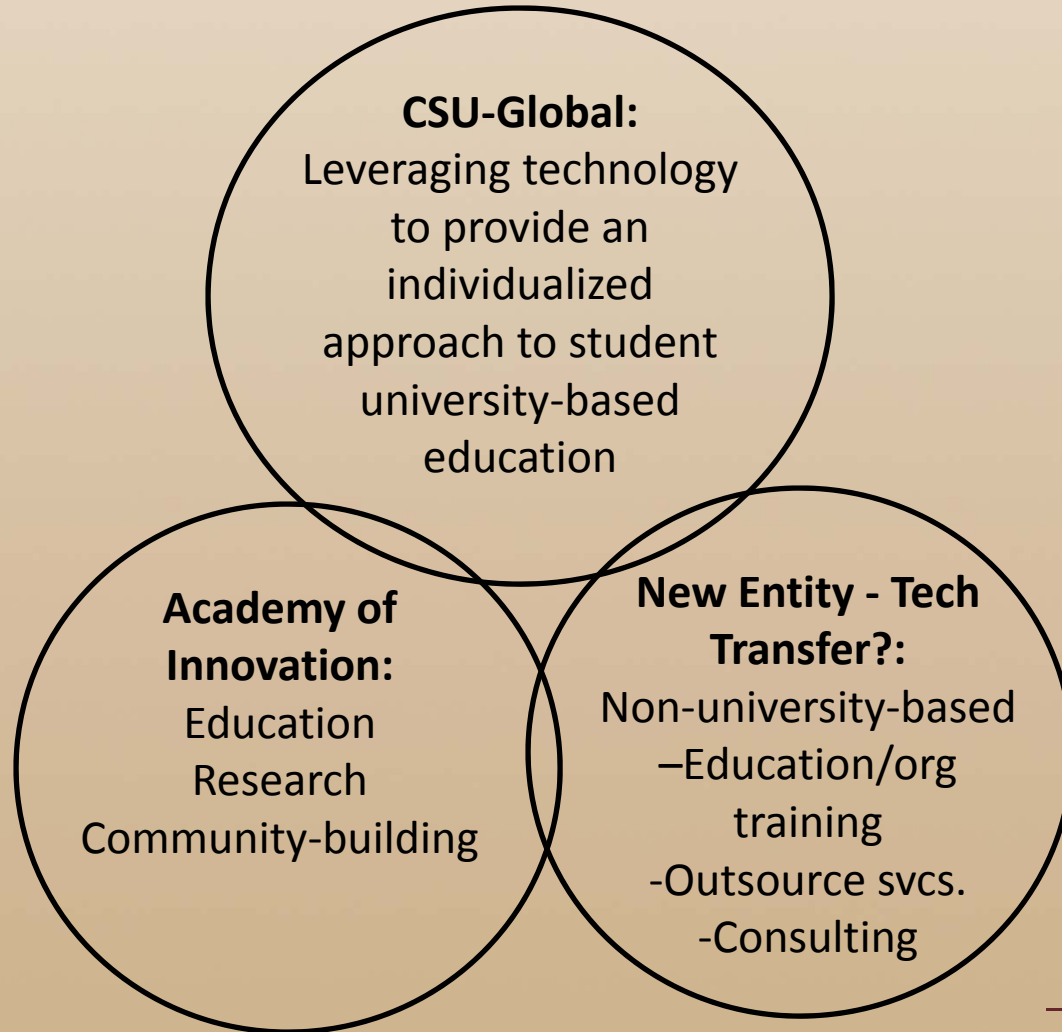 CSU-Global:
Leveraging technology
to provide an
individualized
approach to student
university-based
education
Academy of
Innovation:
Education
Research
Community-building
New Entity - Tech
Transfer?:
Non-university-based
–Education/org
training
-Outsource svcs.
-Consulting